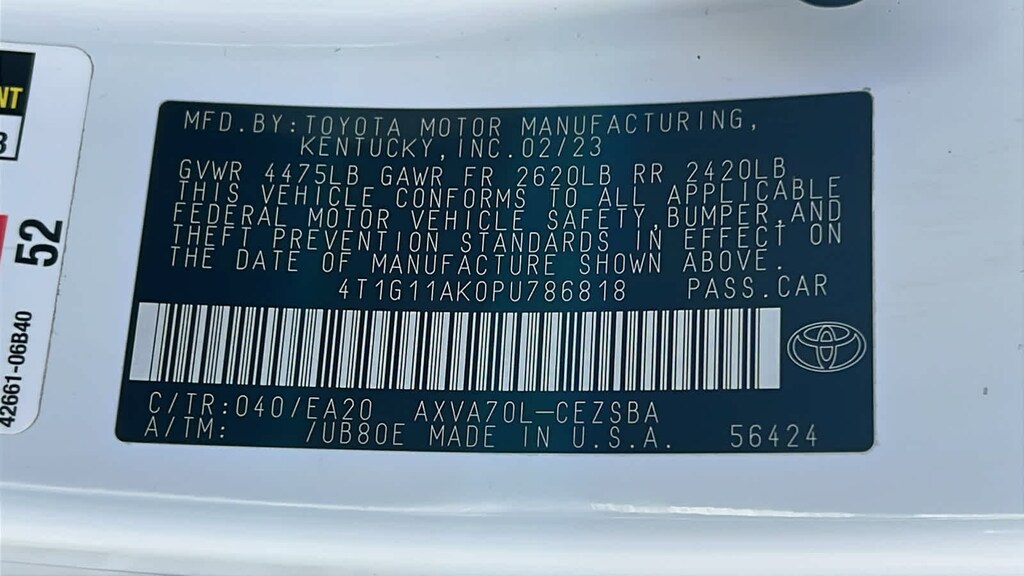 NT
3
52
42661-06B40
MFD.BY:TOYOTA MOTOR MANUFACTURING,
KENTUCKY,INC.02/23
GVWR 4475LB GAWR FR 2620LB RR 2420LB
THIS VEHICLE CONFORMS TO ALL APPLICABLE
FEDERAL MOTOR VEHICLE SAFETY,BUMPER,AND
THEFT PREVENTION STANDARDS IN EFFECT ON
THE DATE OF MANUFACTURE SHOWN ABOVE.
4T1G11AK0PU786818 PASS.CAR
C/TR:040/EA20 AXVA70L-CEZSBA
A/TM: /UB80E MADE IN U.S.A. 56424